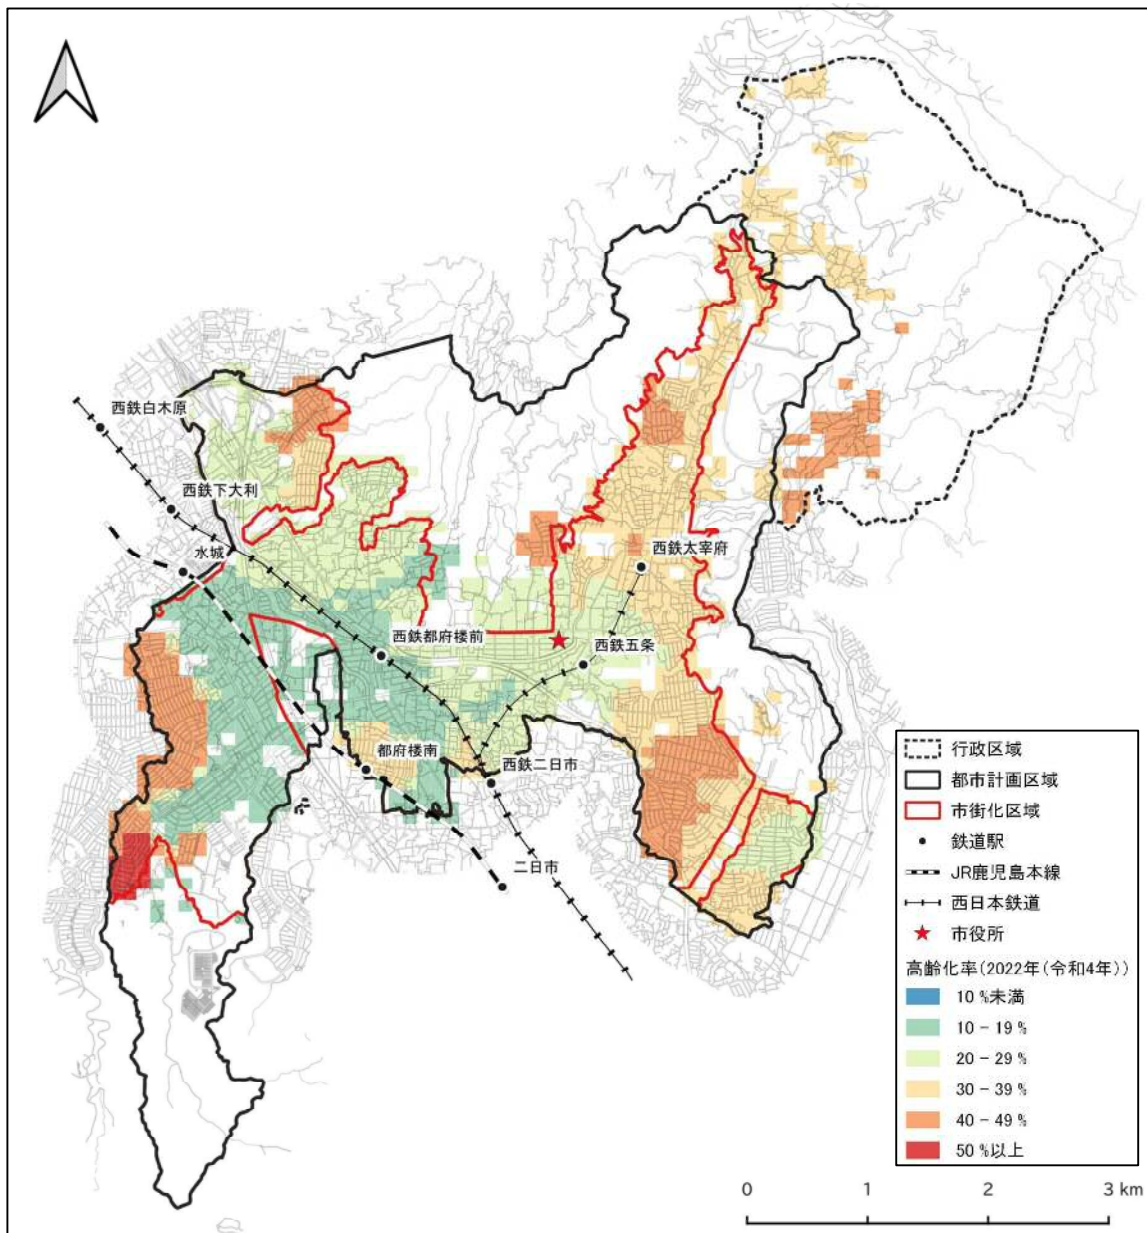 西鉄白木原
西鉄下大利
水城
西鉄太宰府
西鉄都府楼前
西鉄五条
都府楼南
西鉄二日市
二日市
行政区域
都市計画区域
市街化区域
鉄道駅
JR鹿児島本線
西日本鉄道
市役所
高齢化率(2022年(令和4年))
10 %未満
10 - 19 %
20 - 29 %
30 - 39 %
40 - 49 %
50 %以上
0 1 2 3 km